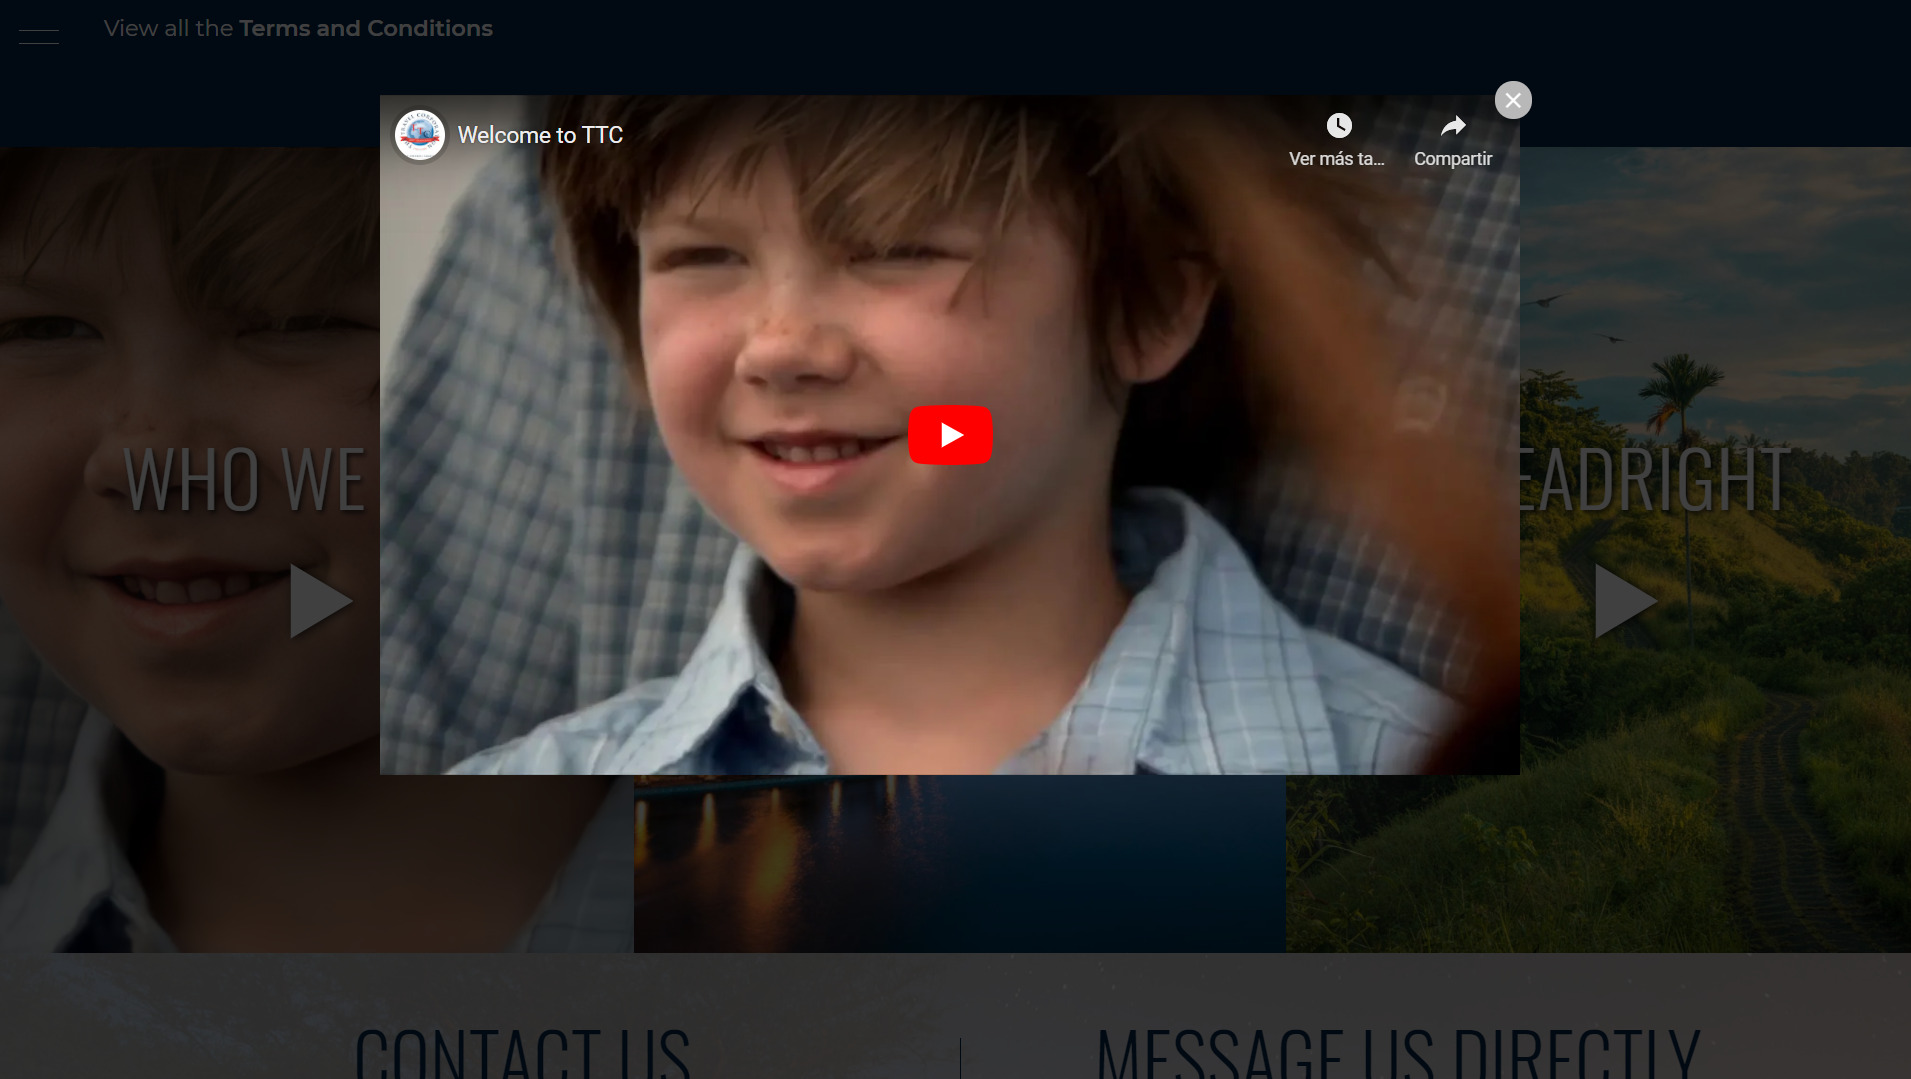 View all the Terms and Conditions
Welcome to TTC
Ver más ta...
Compartir
WHO WE
EADRIGHT
CONTACT US
MESSAGE US DIRECTLY